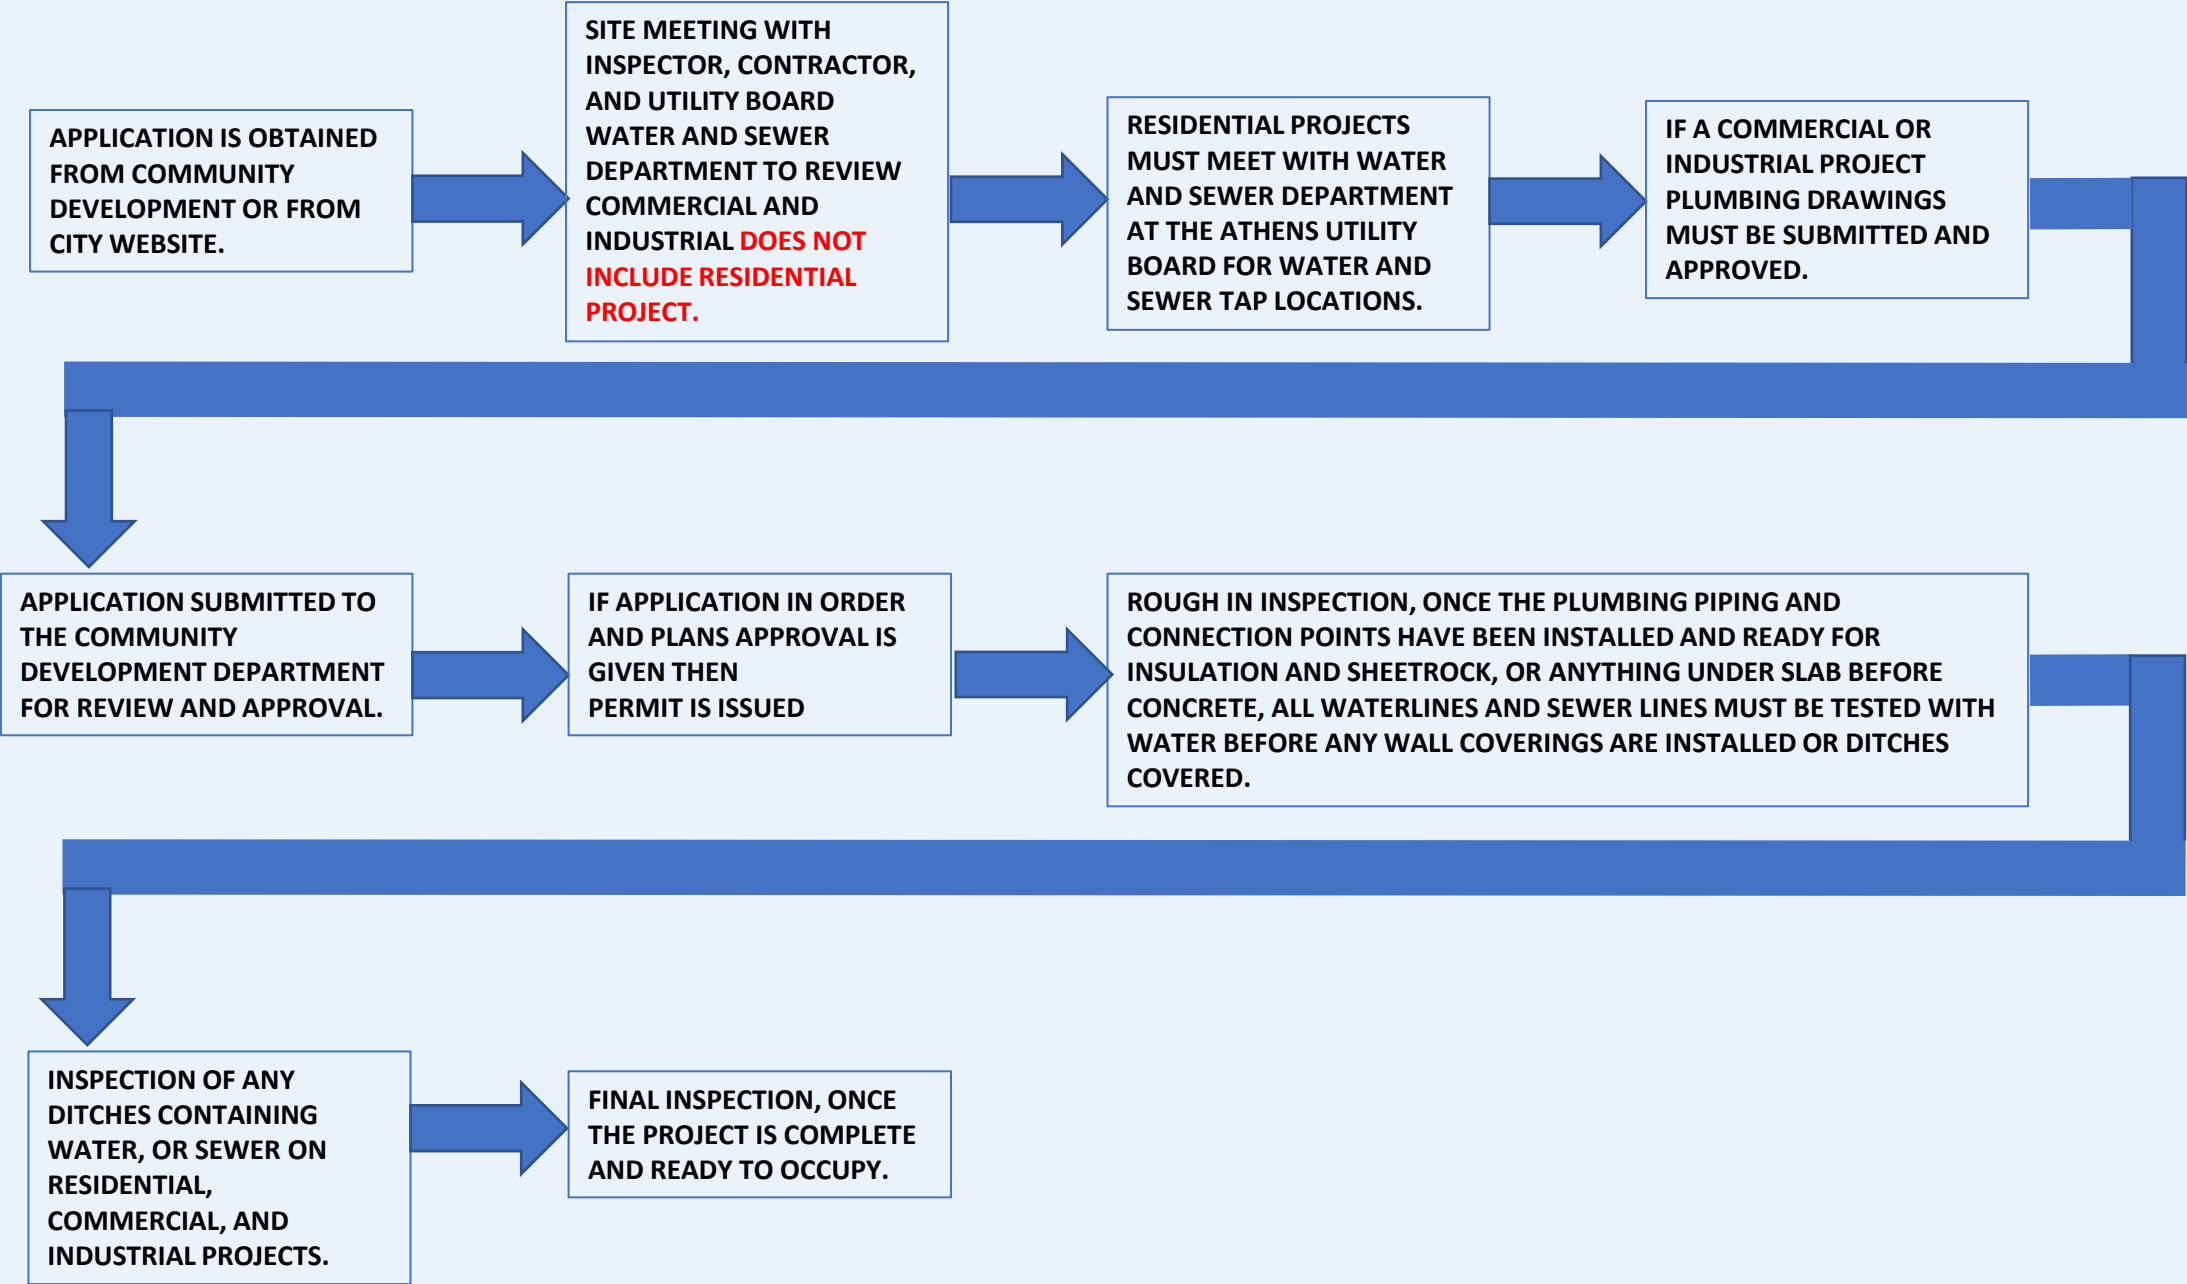 APPLICATION IS OBTAINED
FROM COMMUNITY
DEVELOPMENT OR FROM
CITY WEBSITE.
SITE MEETING WITH
INSPECTOR, CONTRACTOR,
AND UTILITY BOARD
WATER AND SEWER
DEPARTMENT TO REVIEW
COMMERCIAL AND
INDUSTRIAL DOES NOT
INCLUDE RESIDENTIAL
PROJECT.
RESIDENTIAL PROJECTS
MUST MEET WITH WATER
AND SEWER DEPARTMENT
AT THE ATHENS UTILITY
BOARD FOR WATER AND
SEWER TAP LOCATIONS.
IF A COMMERCIAL OR
INDUSTRIAL PROJECT
PLUMBING DRAWINGS
MUST BE SUBMITTED AND
APPROVED.
APPLICATION SUBMITTED TO
THE COMMUNITY
DEVELOPMENT DEPARTMENT
FOR REVIEW AND APPROVAL.
IF APPLICATION IN ORDER
AND PLANS APPROVAL IS
GIVEN THEN
PERMIT IS ISSUED
ROUGH IN INSPECTION, ONCE THE PLUMBING PIPING AND
CONNECTION POINTS HAVE BEEN INSTALLED AND READY FOR
INSULATION AND SHEETROCK, OR ANYTHING UNDER SLAB BEFORE
CONCRETE, ALL WATERLINES AND SEWER LINES MUST BE TESTED WITH
WATER BEFORE ANY WALL COVERINGS ARE INSTALLED OR DITCHES
COVERED.
INSPECTION OF ANY
DITCHES CONTAINING
WATER, OR SEWER ON
RESIDENTIAL,
COMMERCIAL, AND
INDUSTRIAL PROJECTS.
FINAL INSPECTION, ONCE
THE PROJECT IS COMPLETE
AND READY TO OCCUPY.